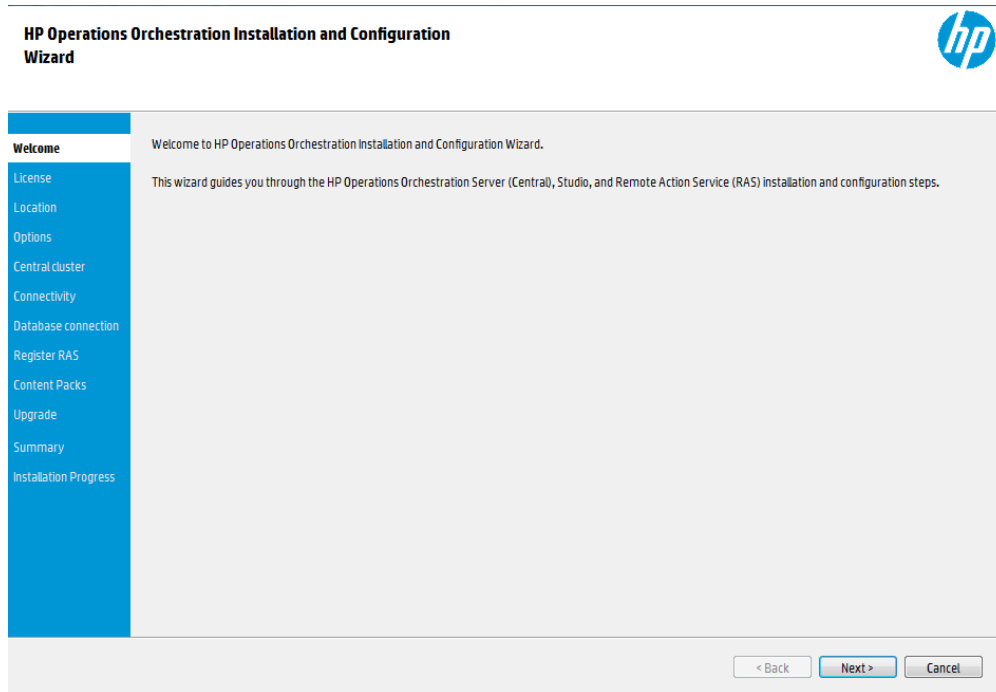 HP Operations Orchestration Installation and Configuration
Wizard
hp
Welcome
License
Location
Options
Central cluster
Connectivity
Database connection
Register RAS
Content Packs
Upgrade
Summary
Installation Progress
Welcome to HP Operations Orchestration Installation and Configuration Wizard.
This wizard guides you through the HP Operations Orchestration Server (Central), Studio, and Remote Action Service (RAS) installation and configuration steps.
< Back
Next >
Cancel